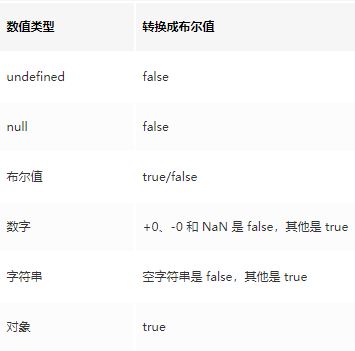 数值类型 转换成布尔值
undefined false
null false
布尔值 true/false
数字 +0、-0 和 NaN 是 false，其他是 true
字符串 空字符串是 false，其他是 true
对象 true